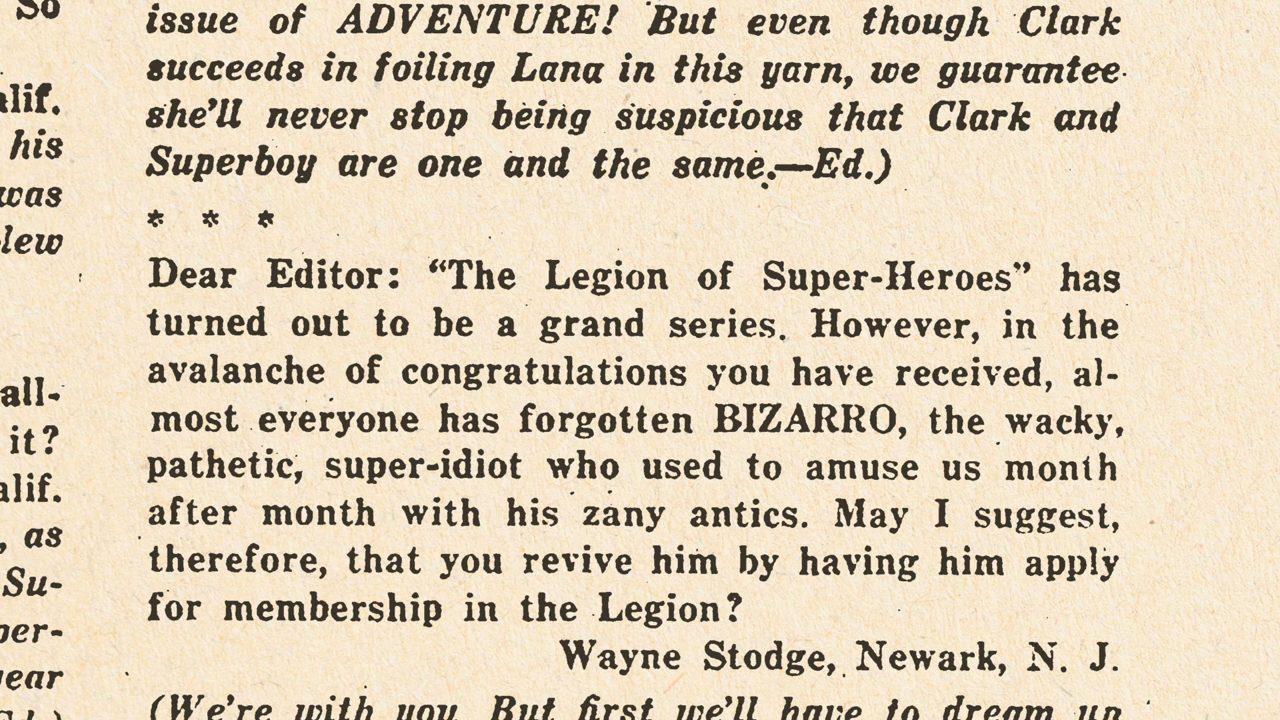 So
alif.
his
was
lew
all-
it?
alif.
, as
Su-
per-
year
issue of ADVENTURE! But even though Clark
succeeds in foiling Lana in this yarn, we guarantee
she'll never stop being suspicious that Clark and
Superboy are one and the same.—Ed.)
* * *
Dear Editor: “The Legion of Super-Heroes” has
turned out to be a grand series. However, in the
avalanche of congratulations you have received, al-
most everyone has forgotten BIZARRO, the wacky,
pathetic, super-idiot who used to amuse us month
after month with his zany antics. May I suggest,
therefore, that you revive him by having him apply
for membership in the Legion?
Wayne Stodge, Newark, N. J.
(We're with you. But first we'll have to dream up